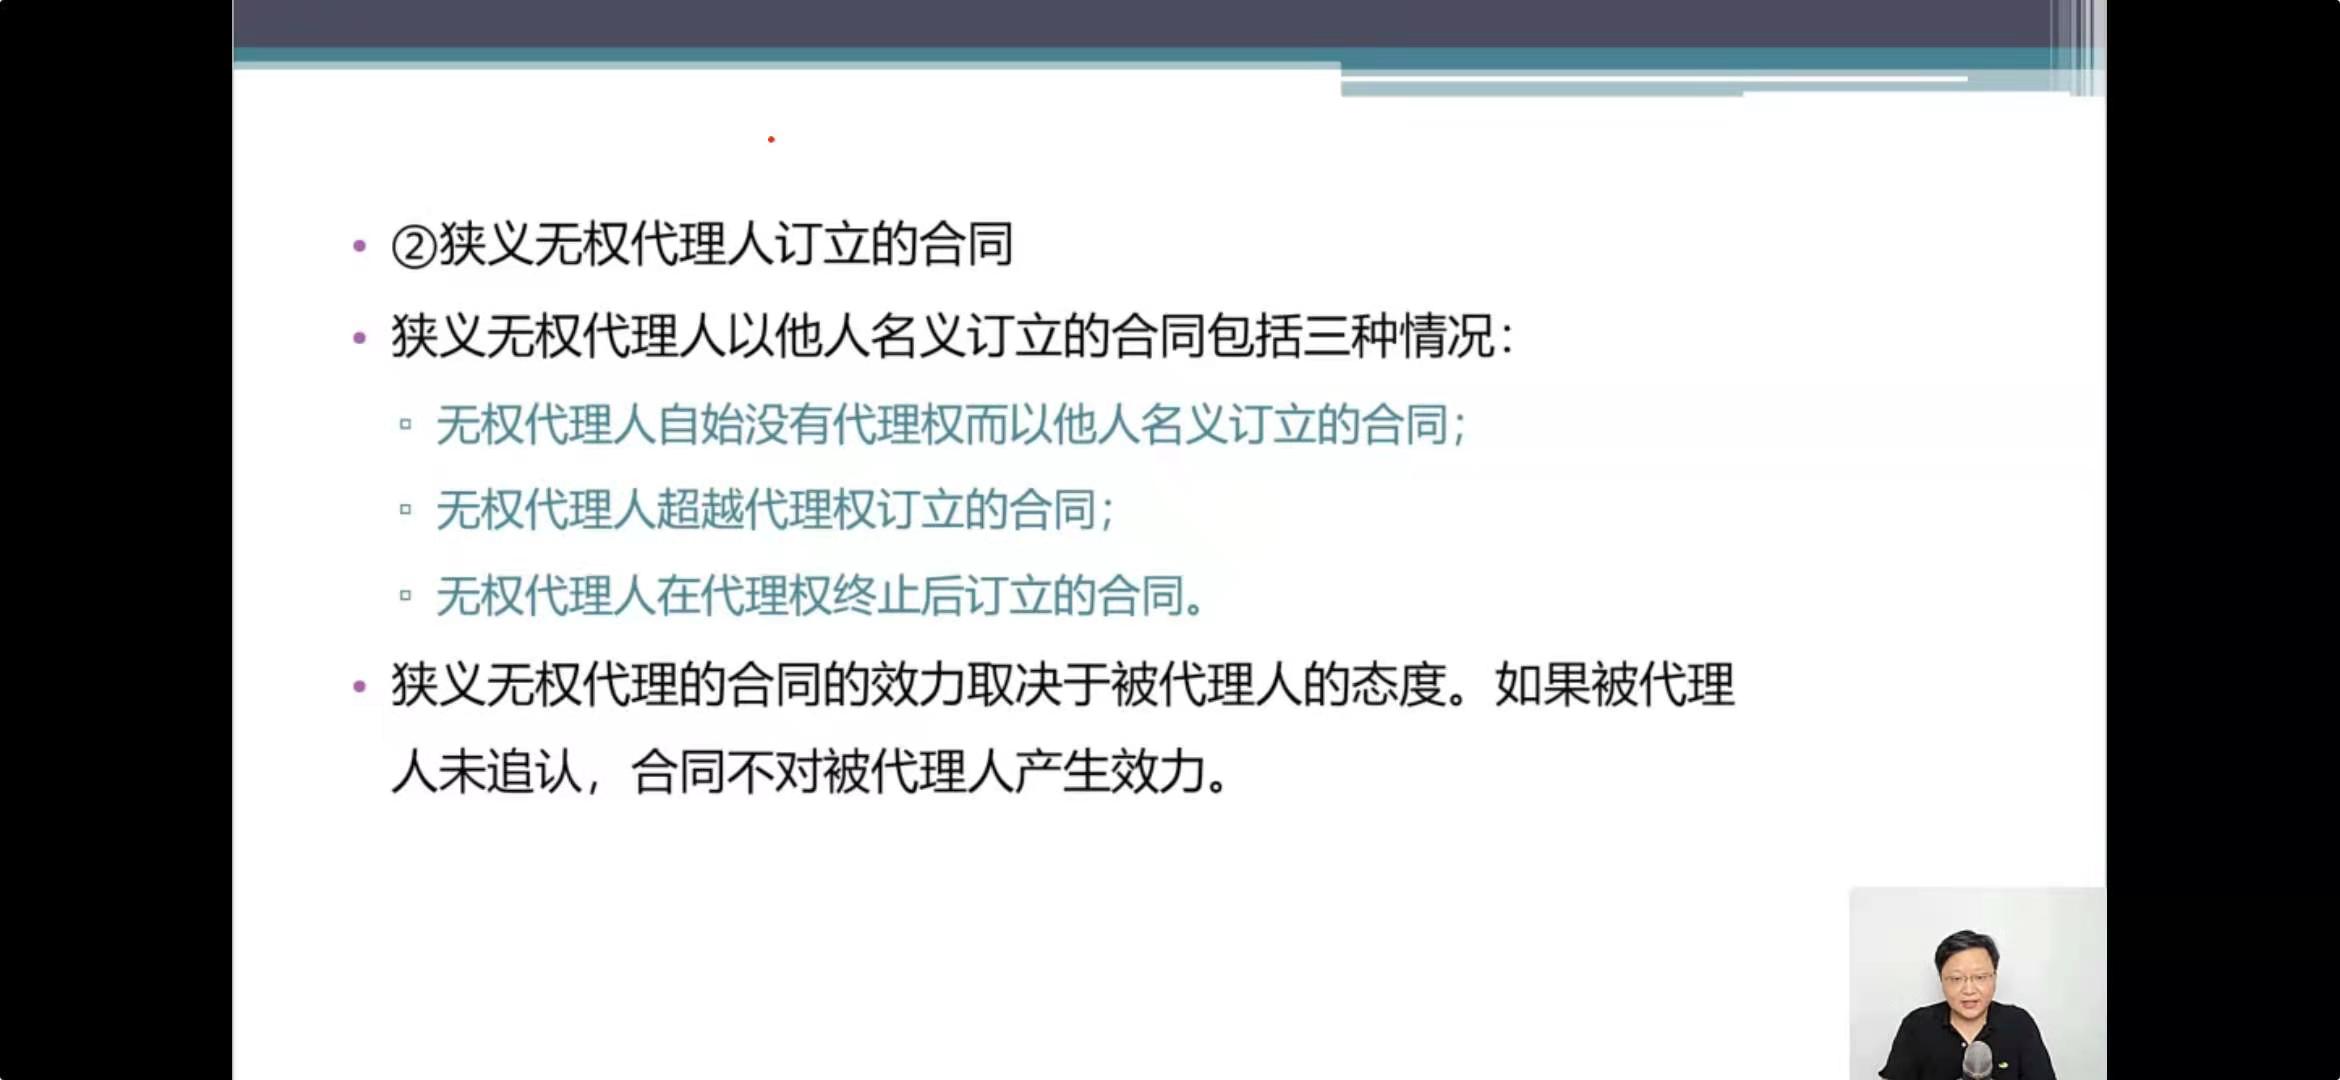 ②狭义无权代理人订立的合同
狭义无权代理人以他人名义订立的合同包括三种情况：
无权代理人自始没有代理权而以他人名义订立的合同；
无权代理人超越代理权订立的合同；
无权代理人在代理权终止后订立的合同。
狭义无权代理的合同的效力取决于被代理人的态度。如果被代理
人未追认，合同不对被代理人产生效力。